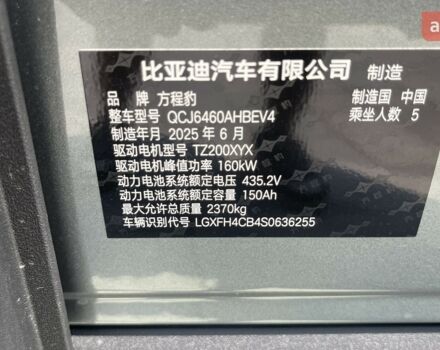 比亚迪汽车有限公司 制造
品 牌 方程豹 制造国 中国
整车型号 QCJ6460AHBEV4 乘坐人数 5
制造年月 2025 年 6 月
驱动电机型号 TZ200XYX
驱动电机峰值功率 160kW
动力电池系统额定电压 435.2V
动力电池系统额定容量 150Ah
最大允许总质量 2370kg
车辆识别代号 LGXFH4CB4S0636255
a